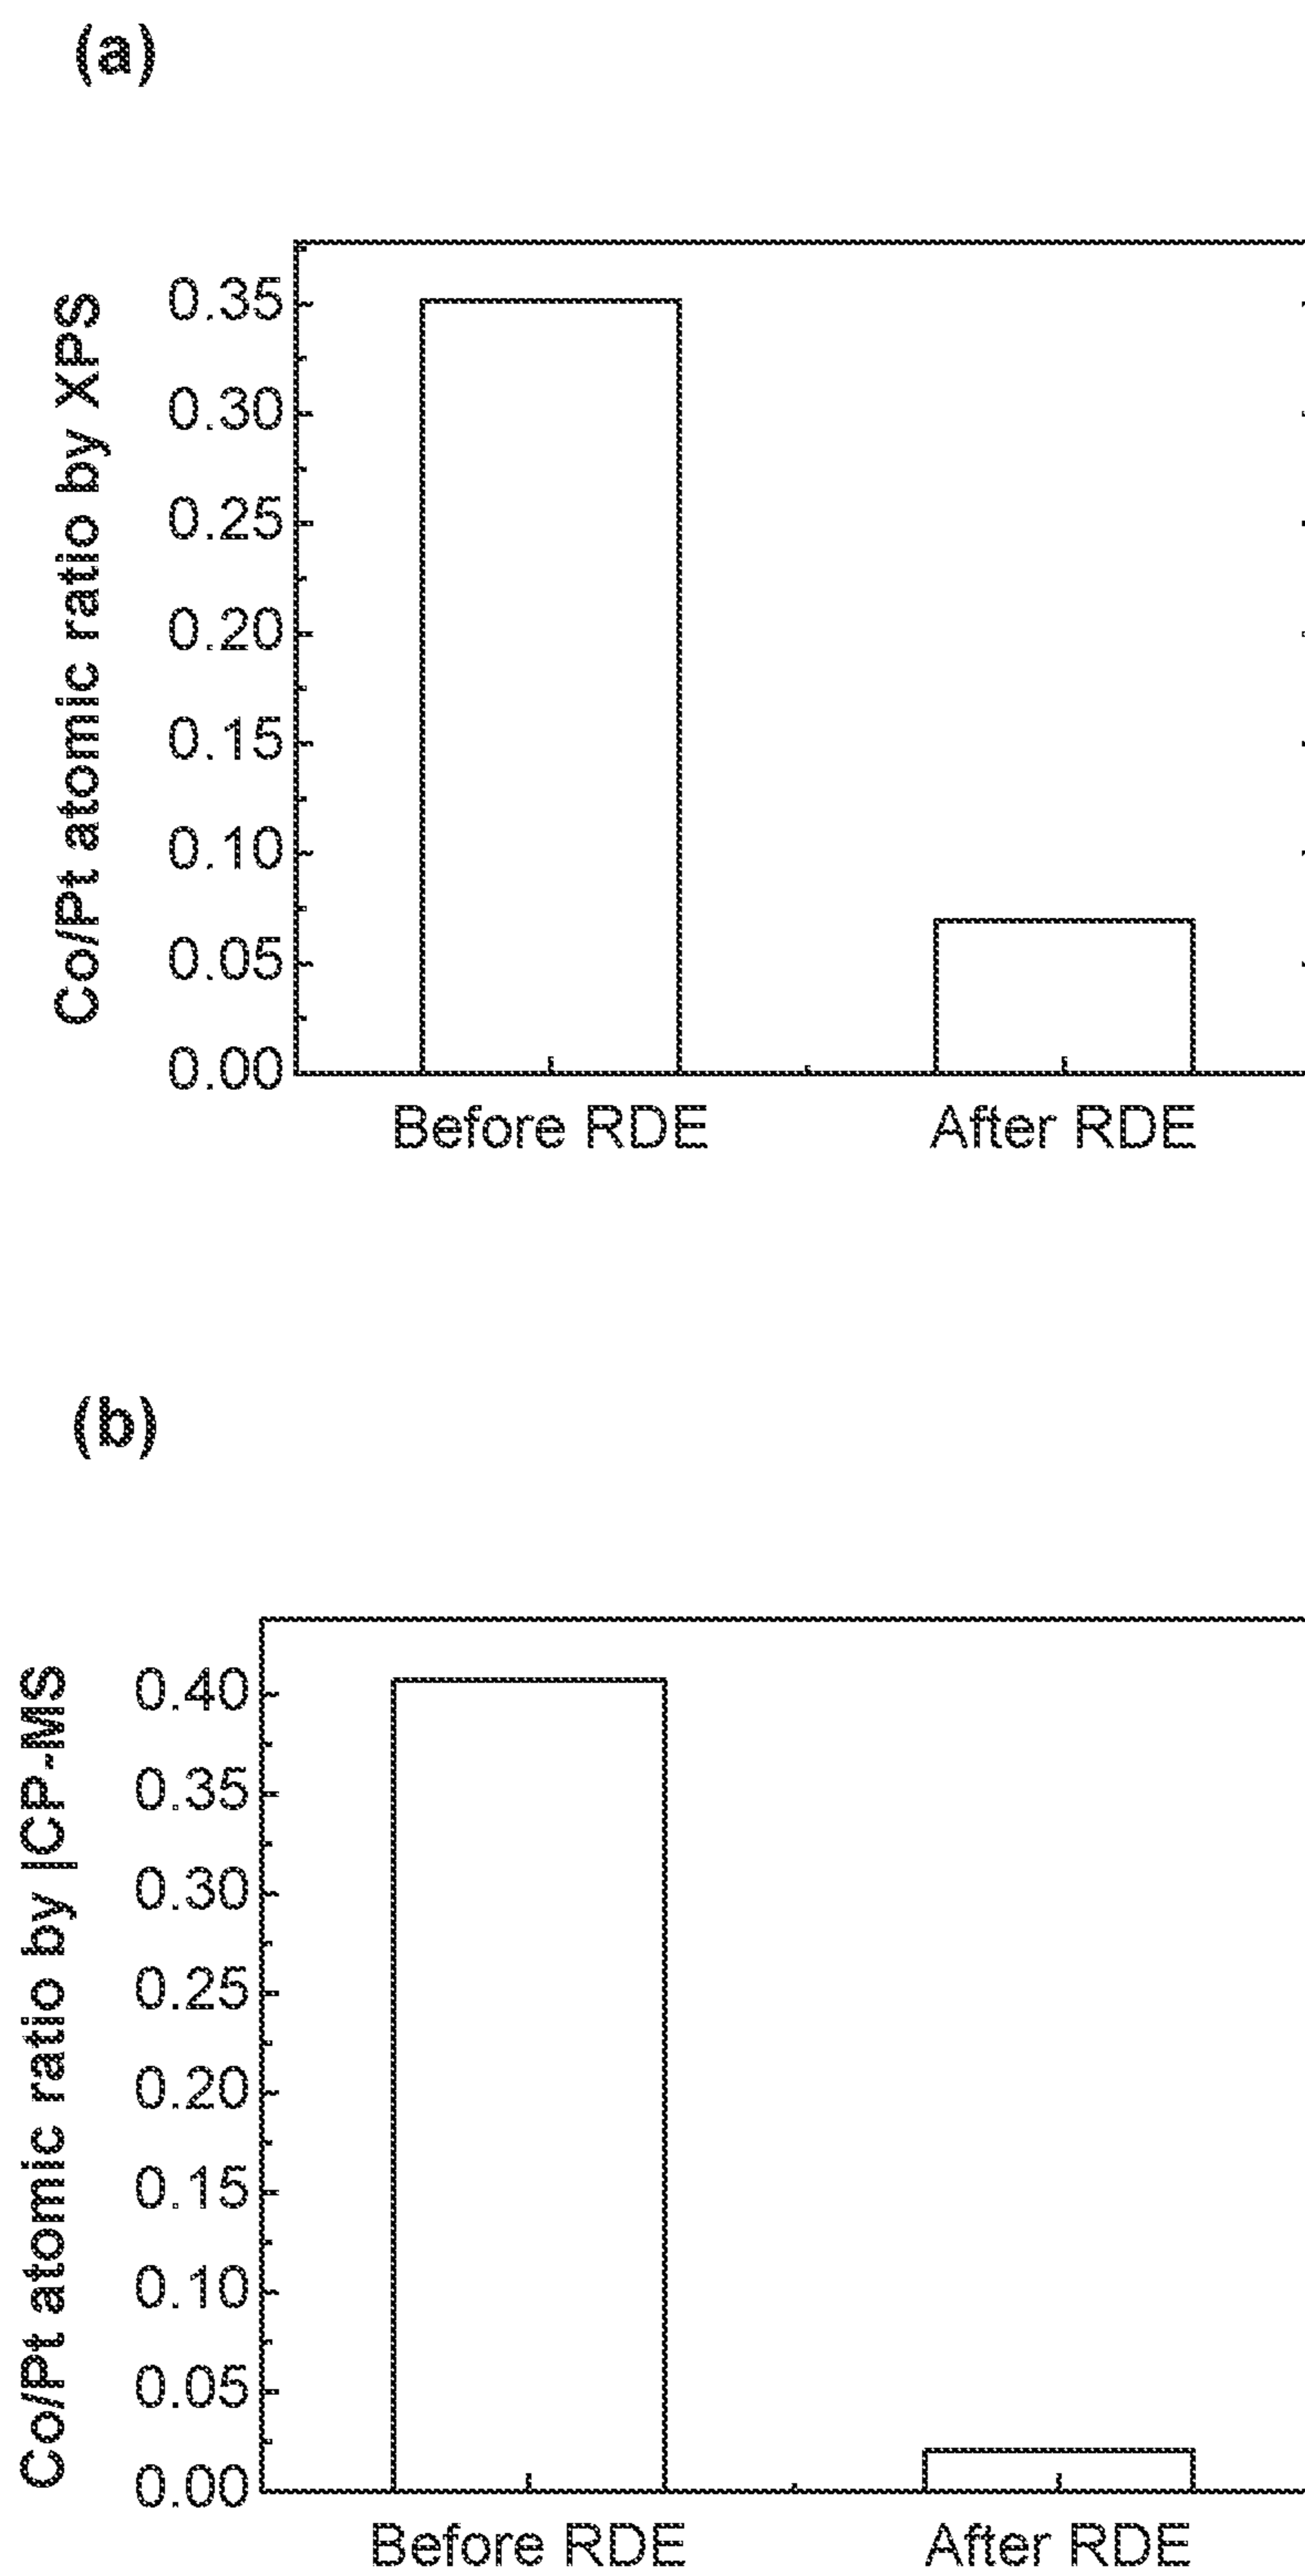 (a)
Co/Pt atomic ratio by XPS
0.35
0.30
0.25
0.20
0.15
0.10
0.05
0.00
Before RDE After RDE
(b)
Co/Pt atomic ratio by |CP-MS
0.40
0.35
0.30
0.25
0.20
0.15
0.10
0.05
0.00
Before RDE After RDE